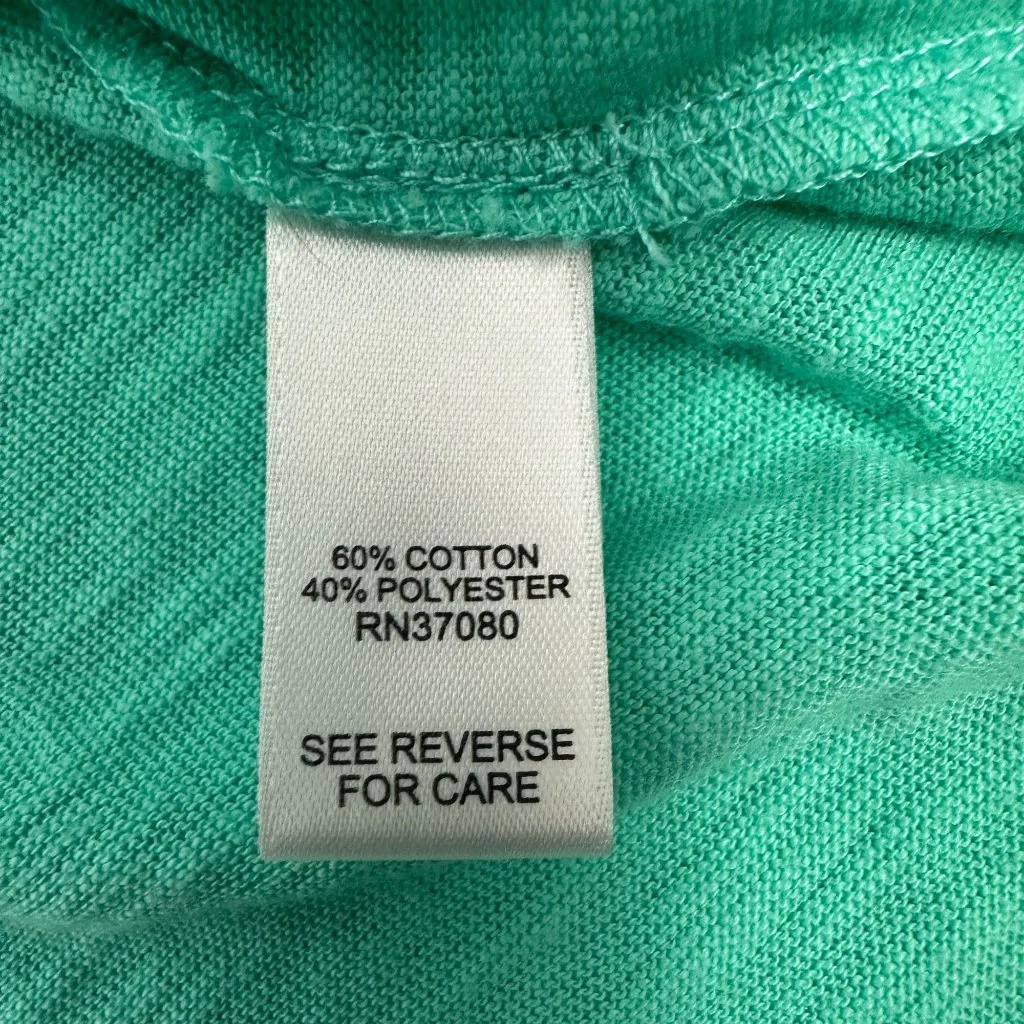 60% COTTON
40% POLYESTER
RN37080
SEE REVERSE
FOR CARE